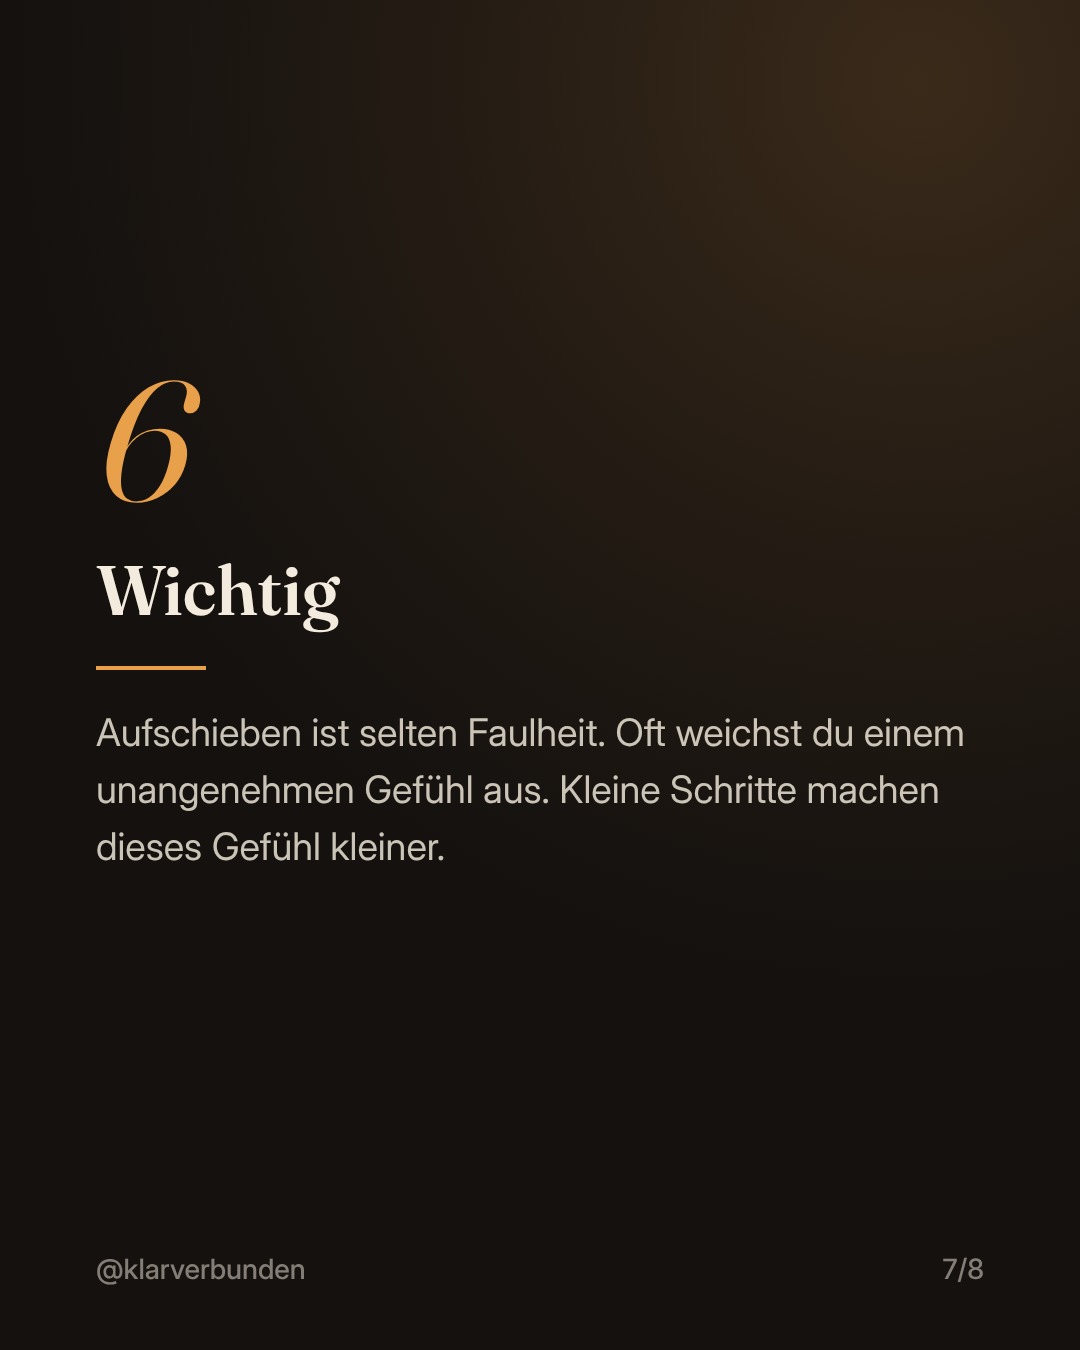 6
Wichtig
Aufschieben ist selten Faulheit. Oft weichst du einem
unangenehmen Gefühl aus. Kleine Schritte machen
dieses Gefühl kleiner.
@klarverbunden
7/8